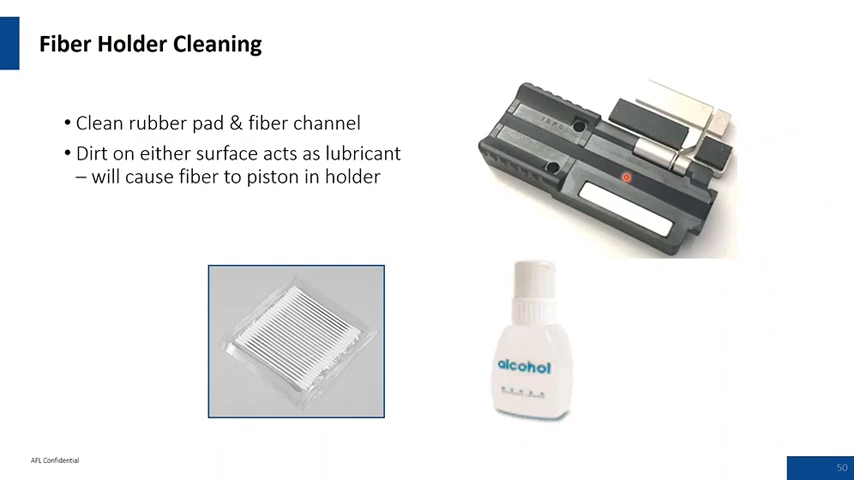 Fiber Holder Cleaning
• Clean rubber pad & fiber channel
• Dirt on either surface acts as lubricant
– will cause fiber to piston in holder
alcohol
AFL Confidential
50